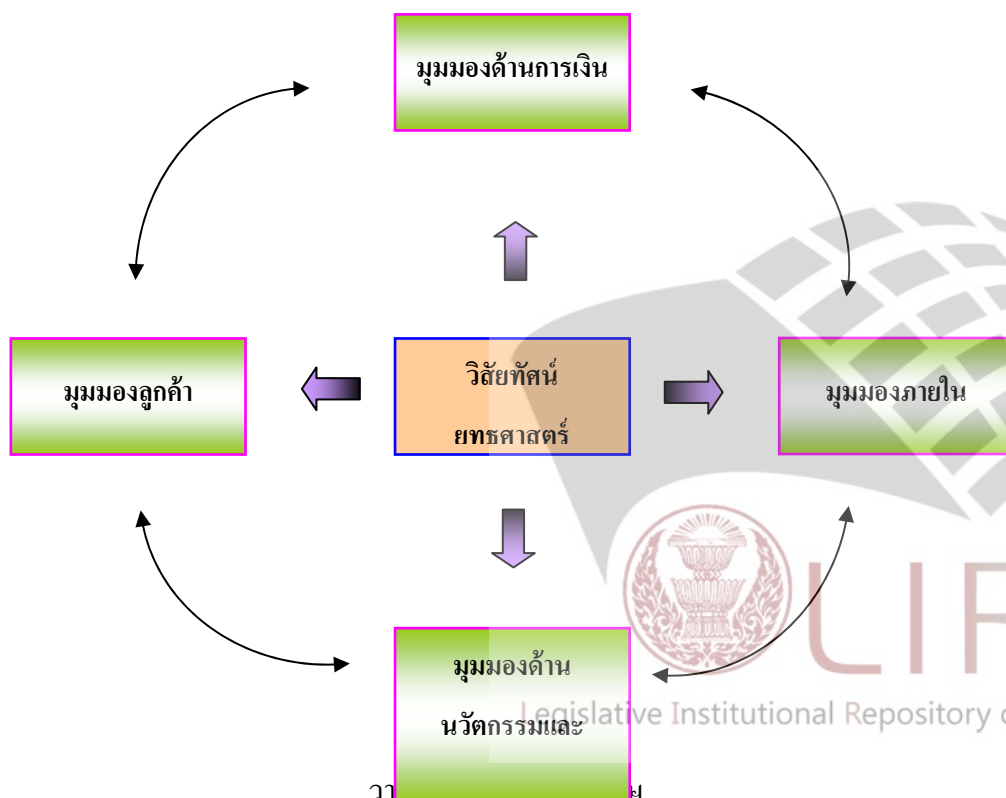 มุมมองด้านการเงิน
มุมมองลูกค้า
วิสัยทัศน์
ยทธศาสตร์
มุมมองภายใน
มุมมองด้าน
นวัตกรรมและ
LIR
Legislative Institutional Repository